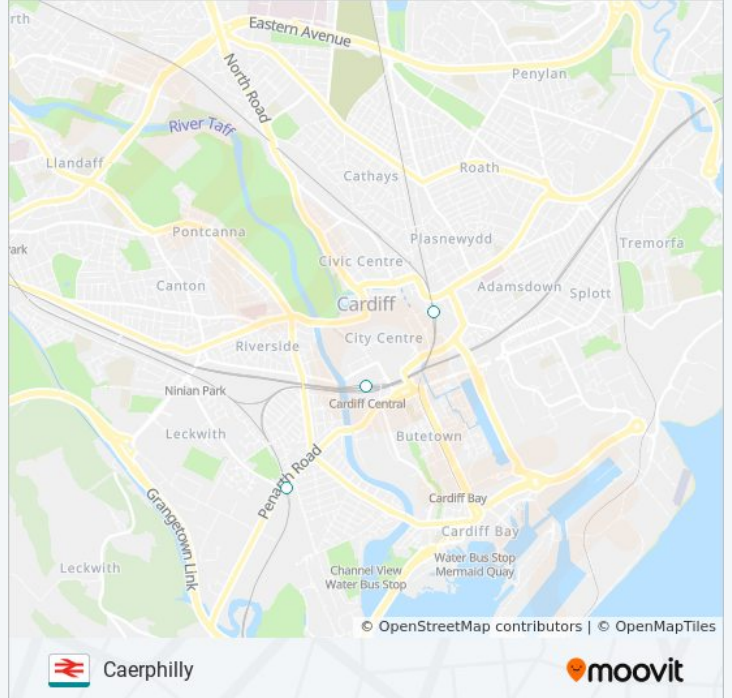 rth
Eastern Avenue
North Road
Penylan
River Taff
Llandaff
Cathays
Roath
Pontcanna
Plasnewydd
Tremorfa
ark
Civic Centre
Canton
Adamsdown
Splott
Cardiff
City Centre
Riverside
Ninian Park
Cardiff Central
Leckwith
Butetown
Penarth Road
Grangetown Link
Cardiff Bay
Cardiff Bay
Leckwith
Channel View
Water Bus Stop
Water Bus Stop
Mermaid Quay
© OpenStreetMap contributors | © OpenMapTiles
Caerphilly
moovit